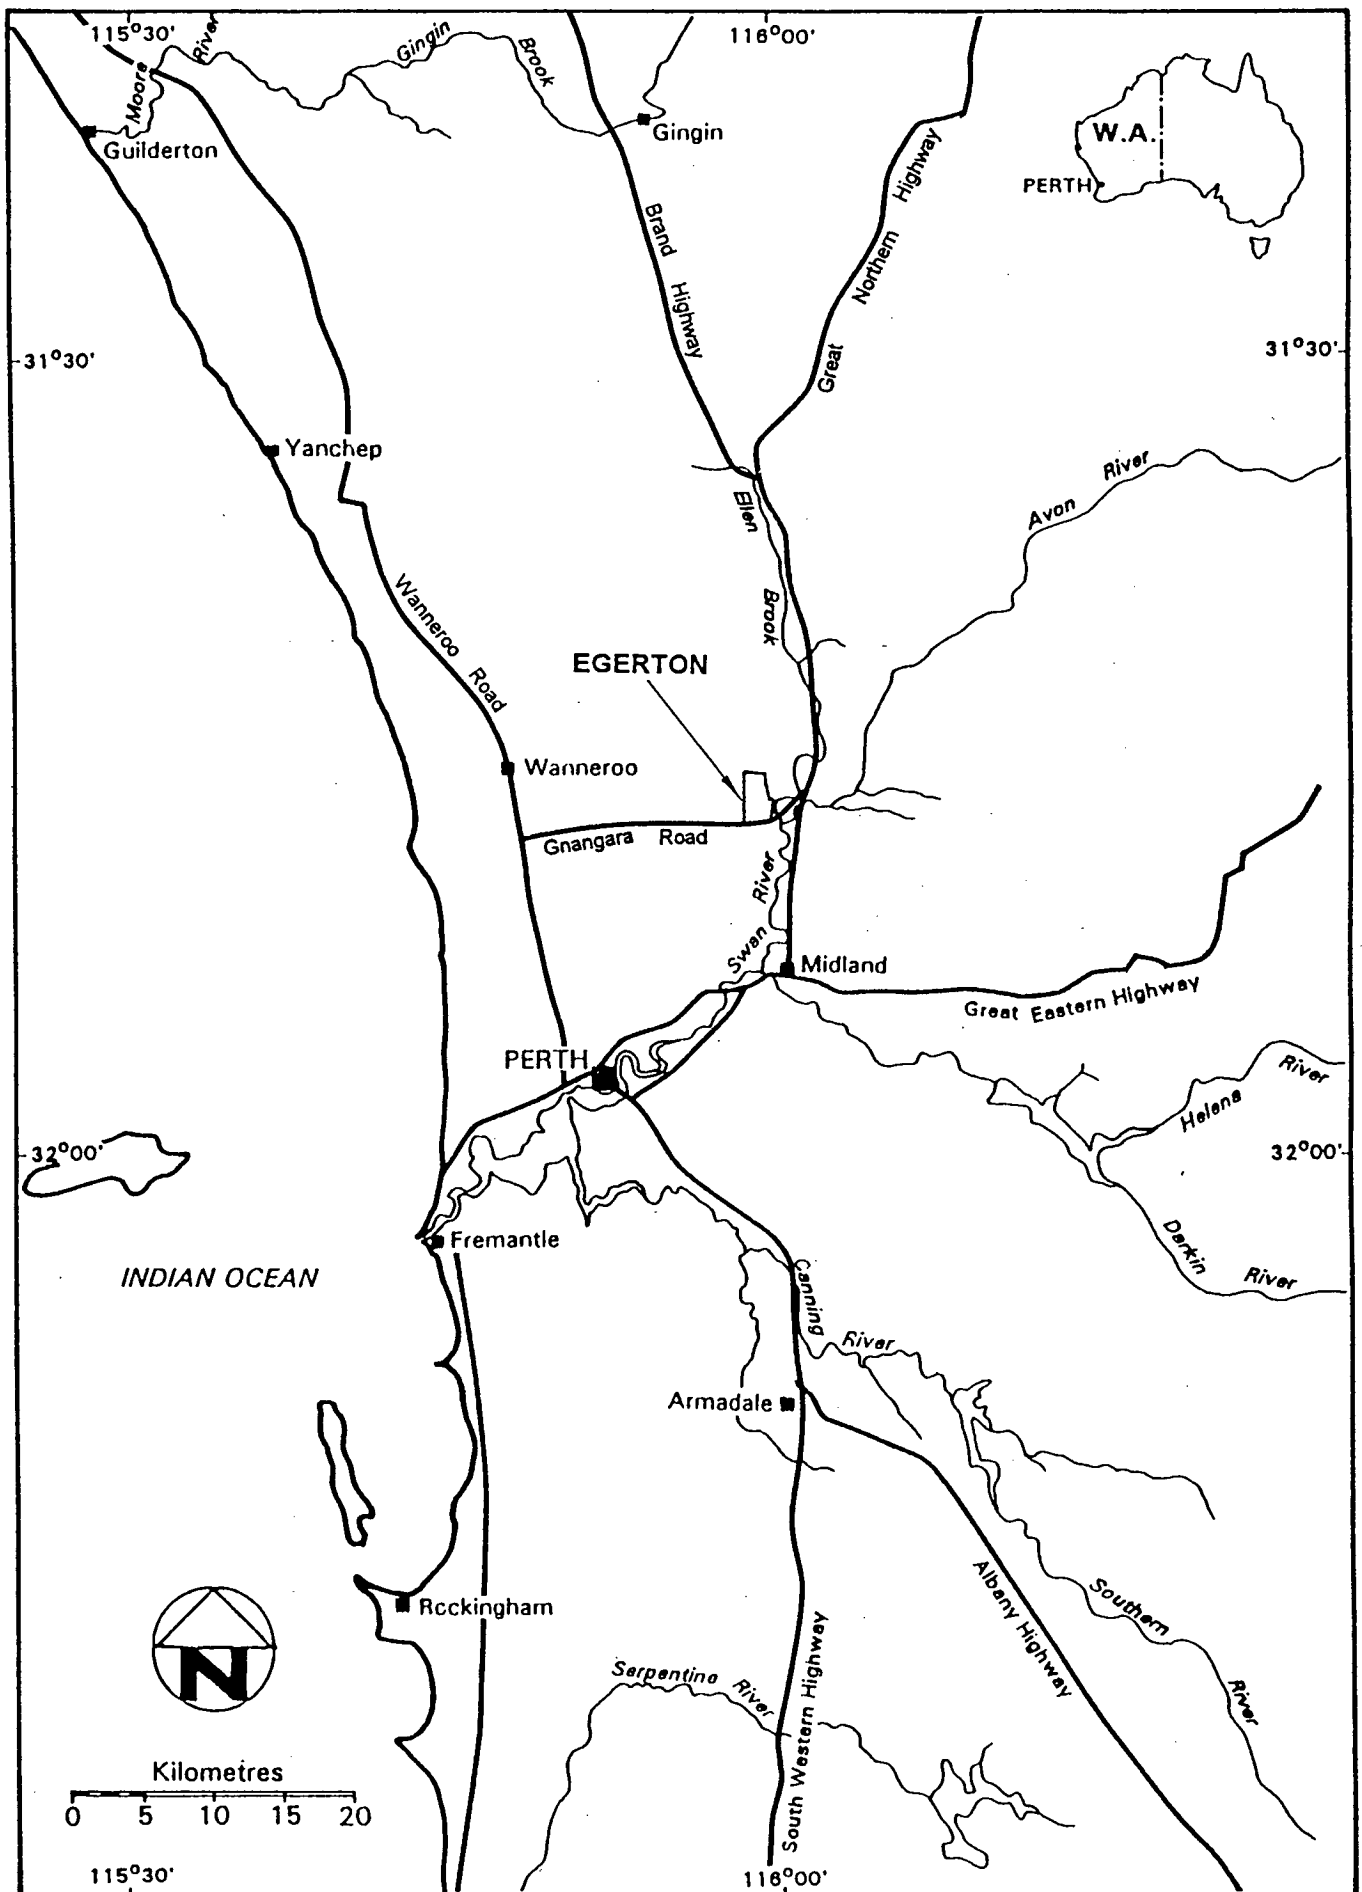 115°30'
116°00'
Moore
River
Gingin
Brook
Guilderton
Gingin
W.A.
PERTH
Brand
Highway
Great
Northern
Highway
31°30'
31°30'
Yanchep
Ellen
Brook
Avon
River
Wanneroo
Road
EGERTON
Wanneroo
Gnangara Road
River
Swan
Midland
Great Eastern Highway
PERTH
Helena
River
32°00'
32°00'
Fremantle
INDIAN OCEAN
Darkin
River
Canning
River
Armadale
Rockingham
Albany Highway
Southern
River
Serpentine
River
South Western Highway
N
Kilometres
0 5 10 15 20
115°30'
116°00'